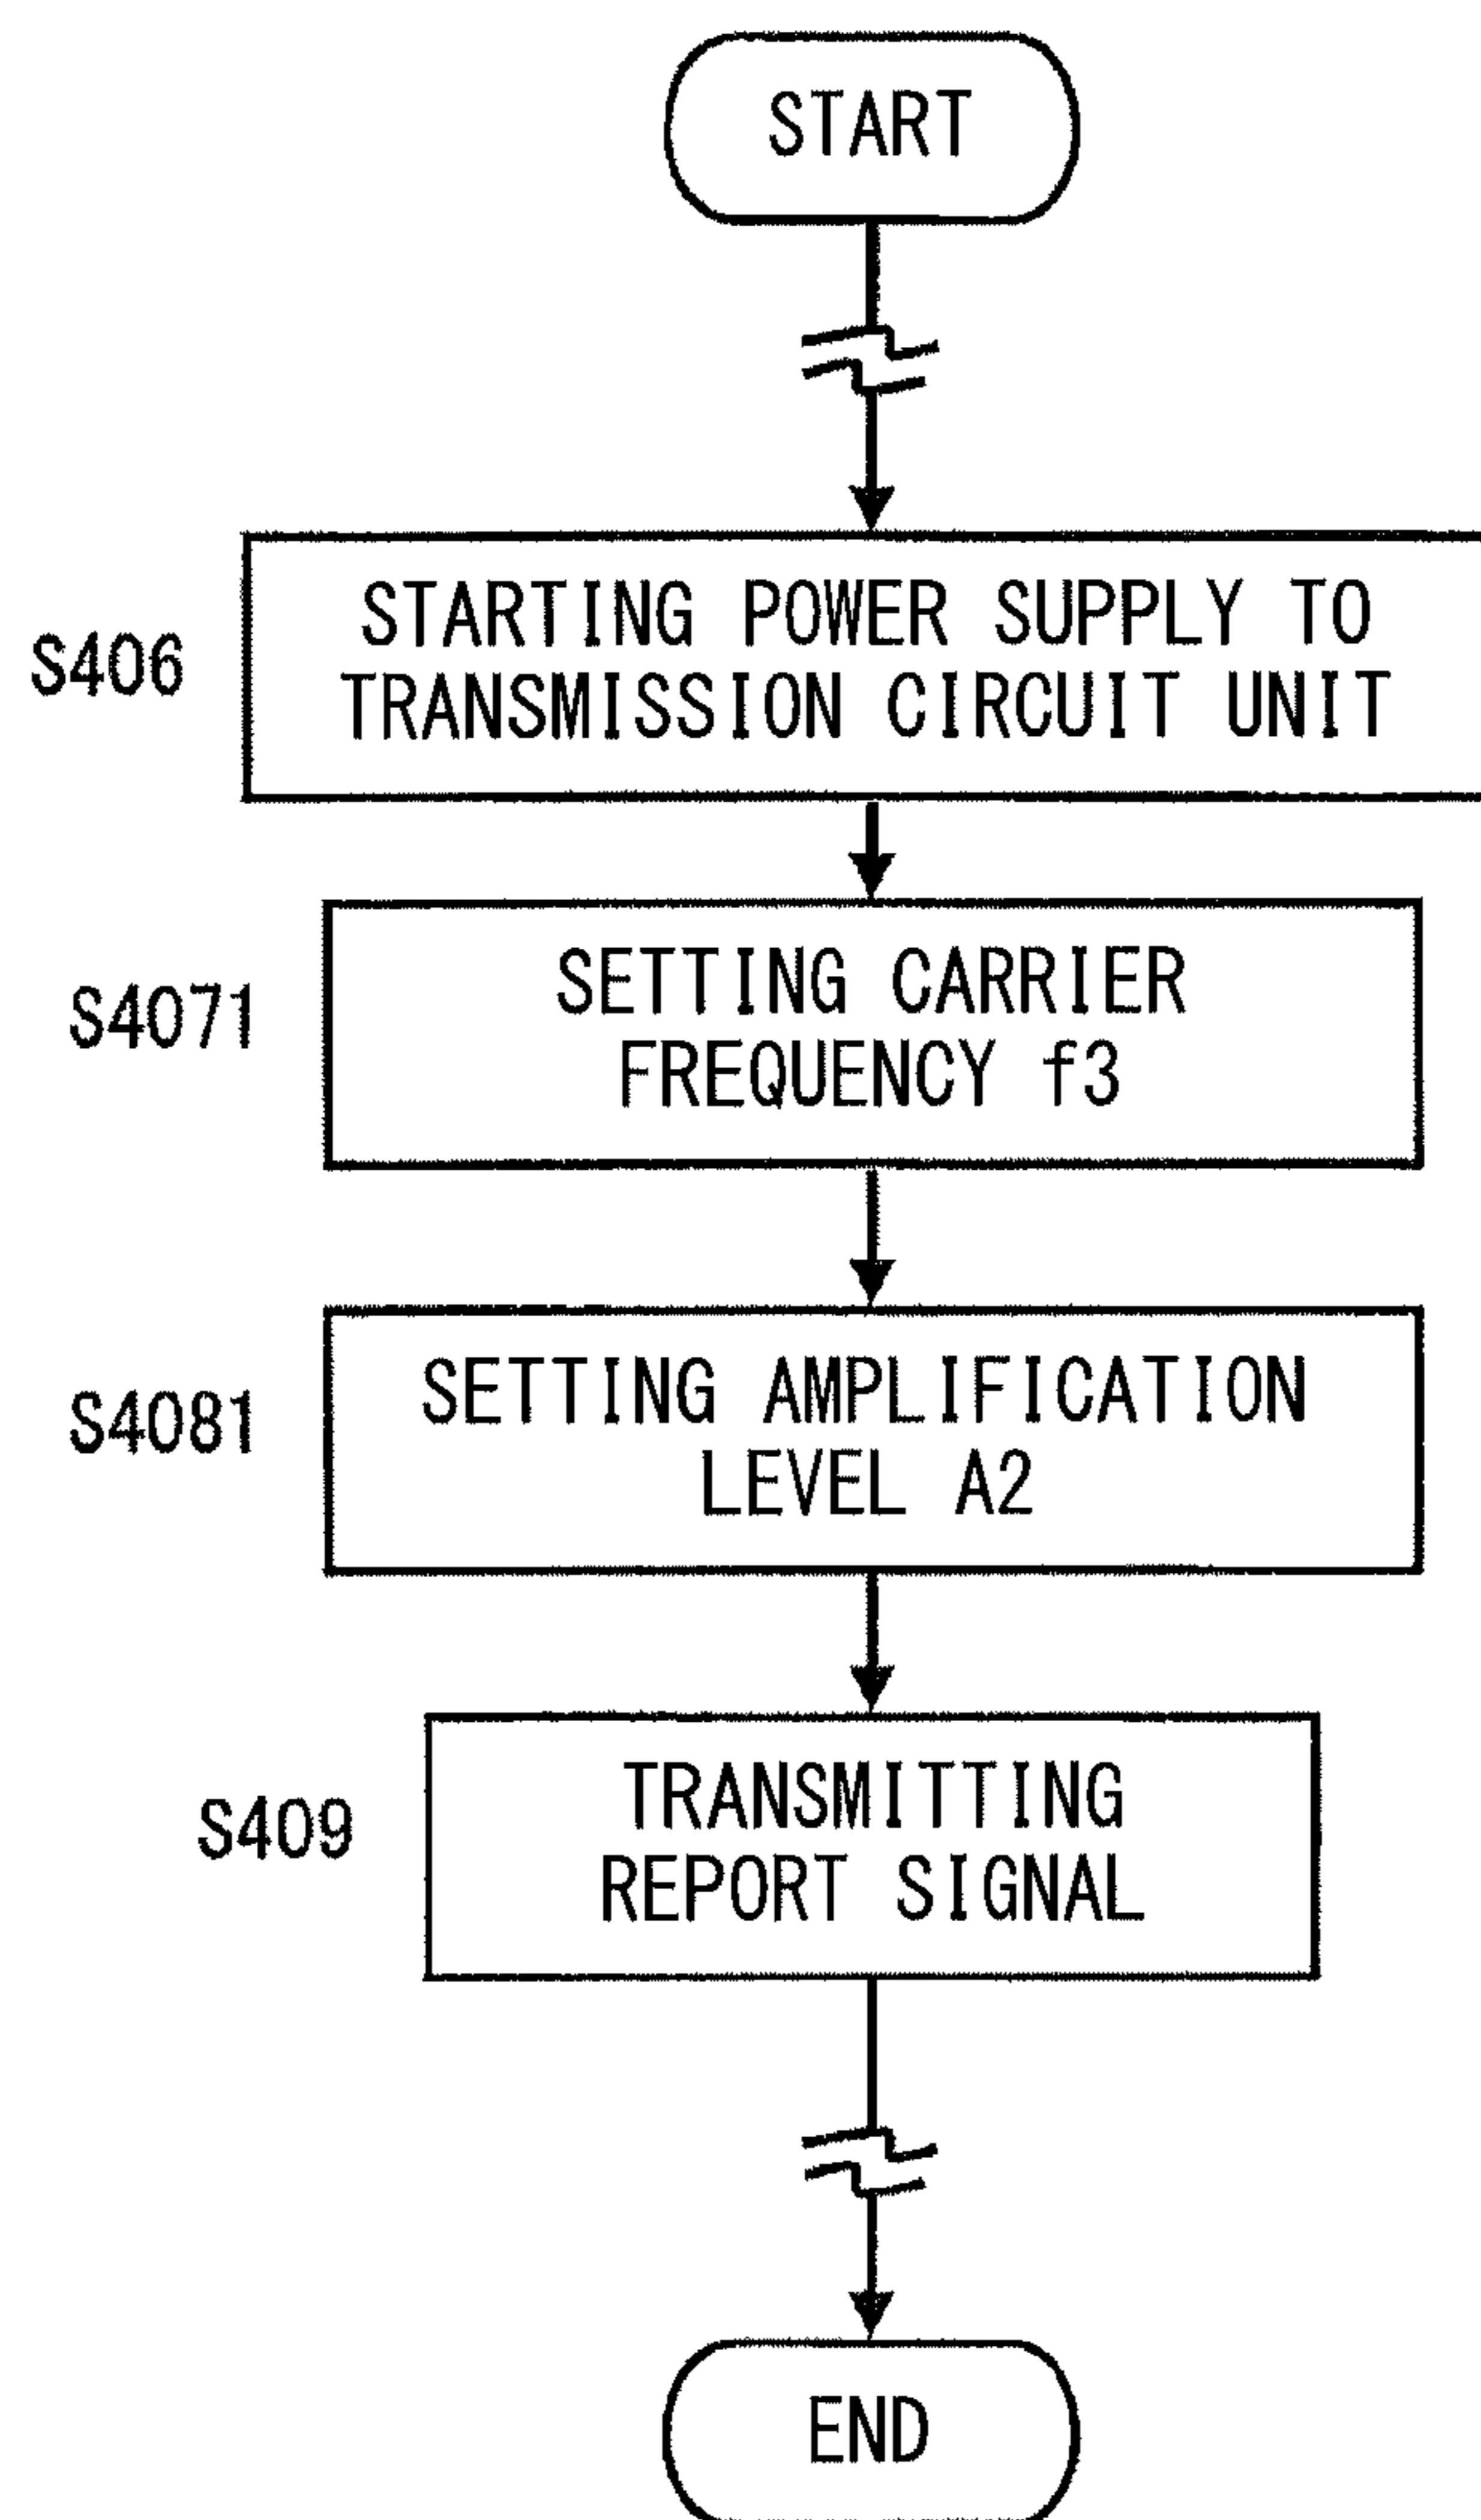 START
S406
STARTING POWER SUPPLY TO
TRANSMISSION CIRCUIT UNIT
S4071
SETTING CARRIER
FREQUENCY f3
S4081
SETTING AMPLIFICATION
LEVEL A2
S409
TRANSMITTING
REPORT SIGNAL
END